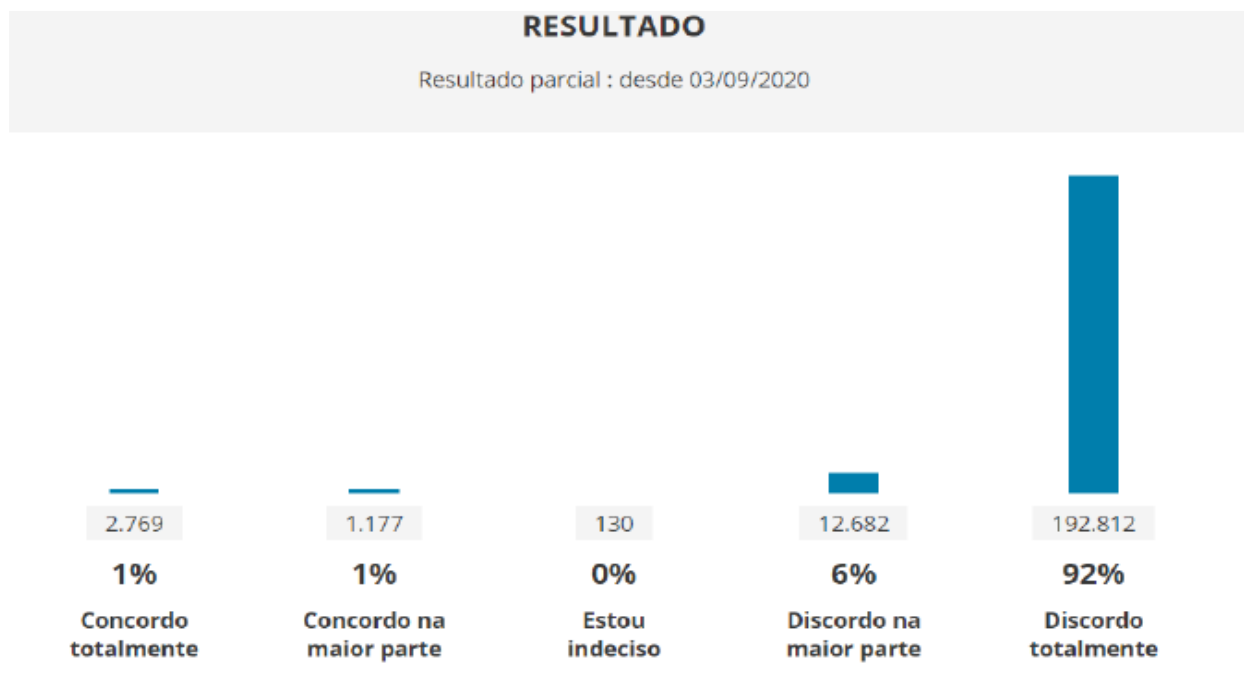 RESULTADO
Resultado parcial : desde 03/09/2020
2.769
1.177
130
12.682
192.812
1%
1%
0%
6%
92%
Concordo
totalmente
Concordo na
maior parte
Estou
indeciso
Discordo na
maior parte
Discordo
totalmente